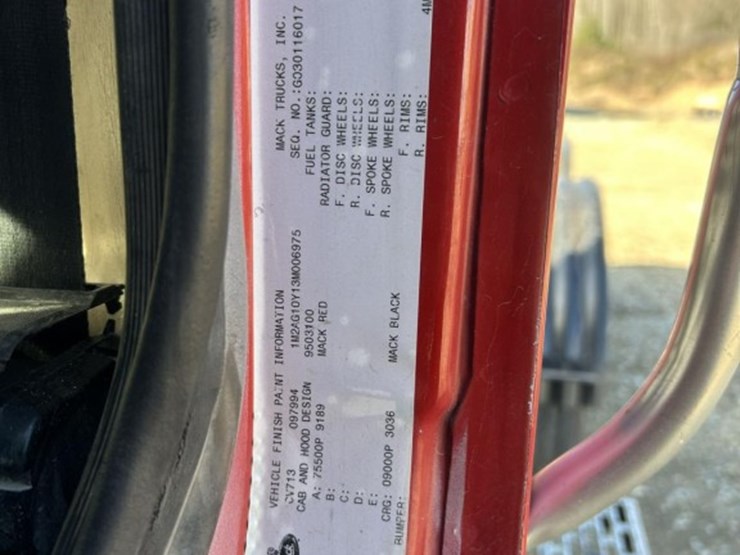 VEHICLE FINISH PAINT INFORMATION MACK TRUCKS, INC.
CV713 097994 1M2AG10Y13M006975 SEQ. NO.:G030116017
CAB AND HOOD DESIGN 9503100 FUEL TANKS:
A: 75500P 9189 MACK RED RADIATOR GUARD:
B: F. DISC WHEELS:
C: R. DISC WHEELS:
D: F. SPOKE WHEELS:
E: R. SPOKE WHEELS:
CRG: 09000P 3036 MACK BLACK F. RIMS:
BUMPER: R. RIMS: